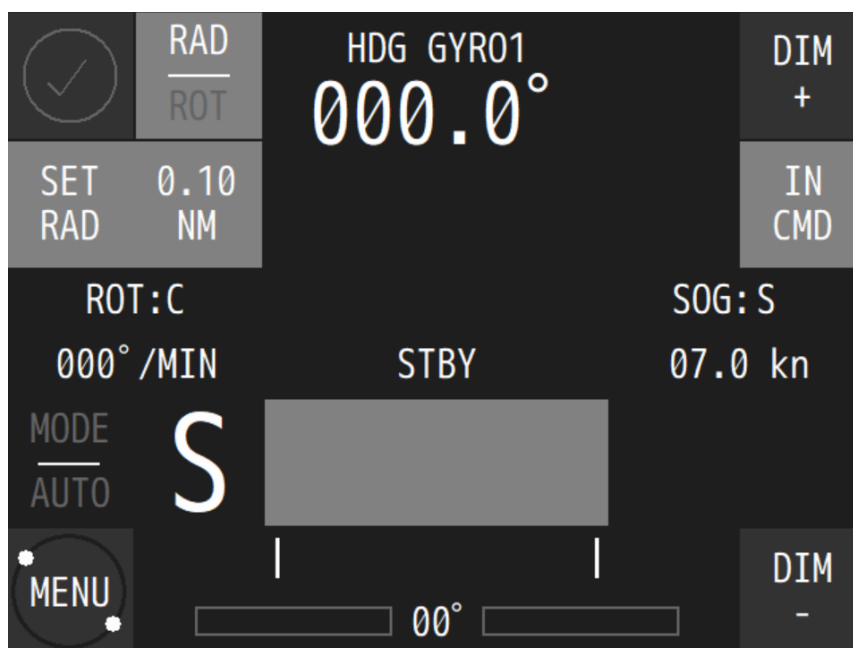 RAD
ROT
HDG GYRO1
000.0°
DIM
+
SET RAD
0.10 NM
IN
CMD
ROT:C
000°/MIN
STBY
SOG:S
07.0 kn
MODE
AUTO
S
MENU
00°
DIM
-